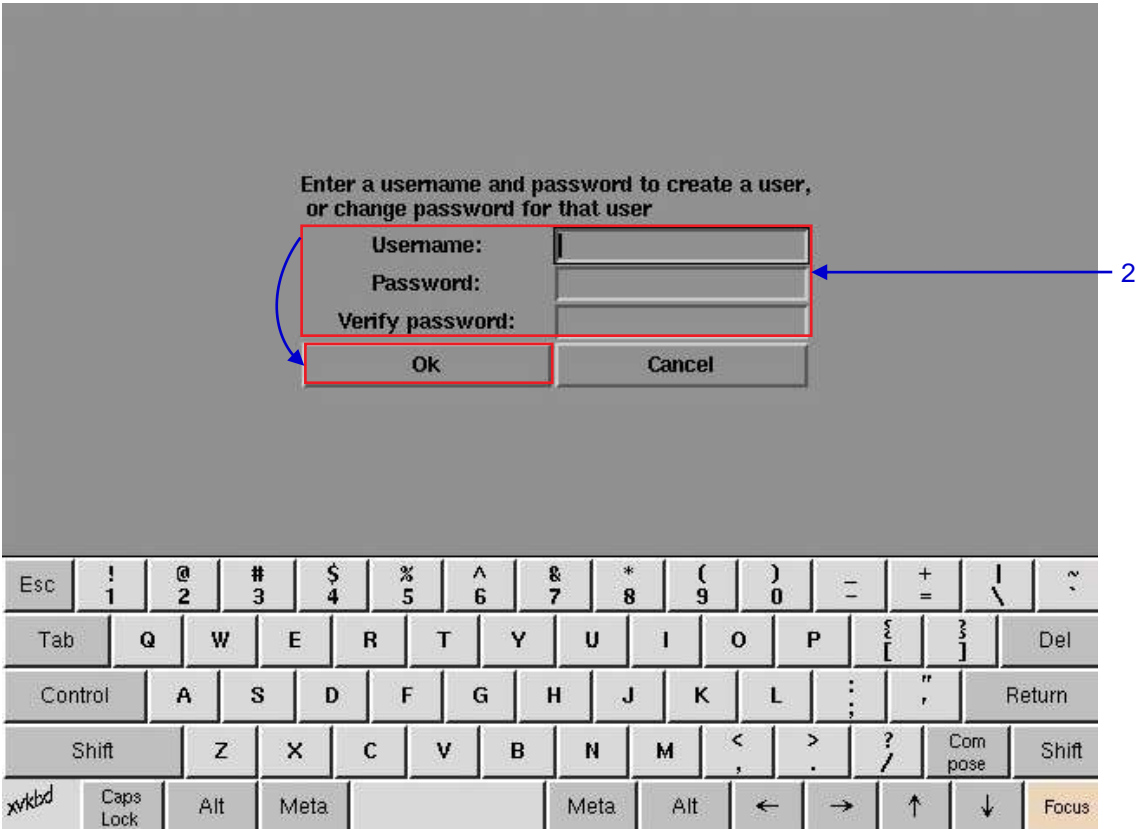 Enter a username and password to create a user,
or change password for that user
Username:
2
Password:
Verify password:
Ok Cancel
Esc ! 1 @ 2 # 3 $ 4 % 5 ^ 6 & 7 * 8 ( 9 ) 0 _ - + = | \ ~ `
Tab Q W E R T Y U I O P { [ } ] Del
Control A S D F G H J K L : ; " ' Return
Shift Z X C V B N M < , > . ? / Com pose Shift
xvkbd Caps Lock Alt Meta Meta Alt ← → ↑ ↓ Focus